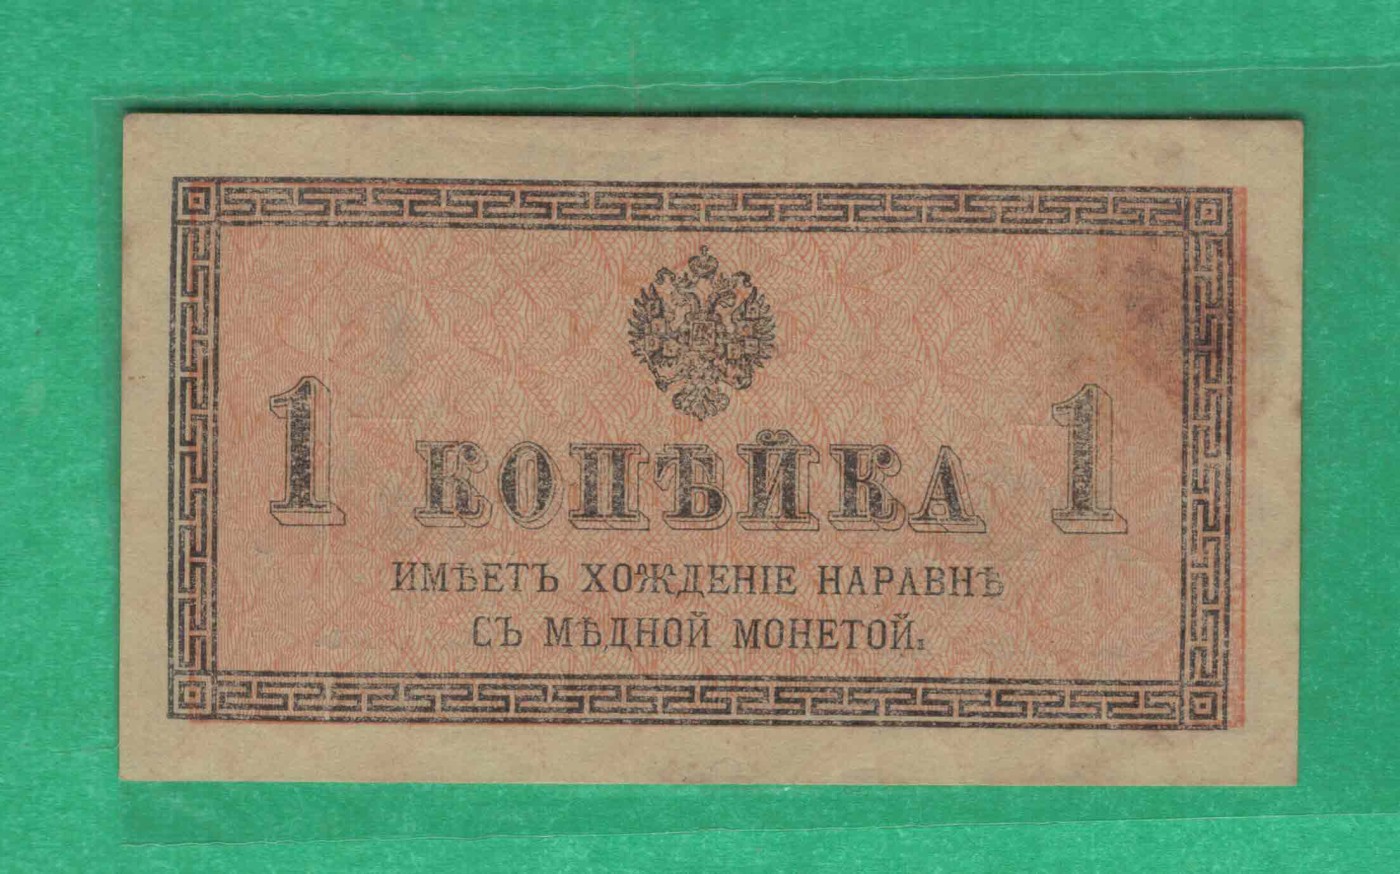 1 КОПѢЙКА 1
ИМѢЕТЪ ХОЖДЕНІЕ НАРАВНѢ
СЪ МѢДНОЙ МОНЕТОЙ.